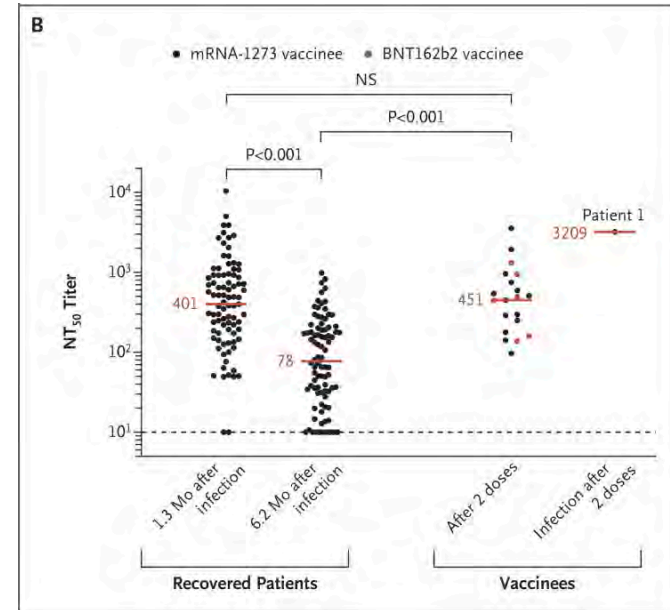 B
mRNA-1273 vaccinee
BNT162b2 vaccinee
NS
P<0.001
P<0.001
10⁴
10³
10²
10¹
NT₅₀ Titer
401
78
451
3209
Patient 1
1.3 Mo after
infection
6.2 Mo after
infection
After 2 doses
Infection after
2 doses
Recovered Patients
Vaccinees